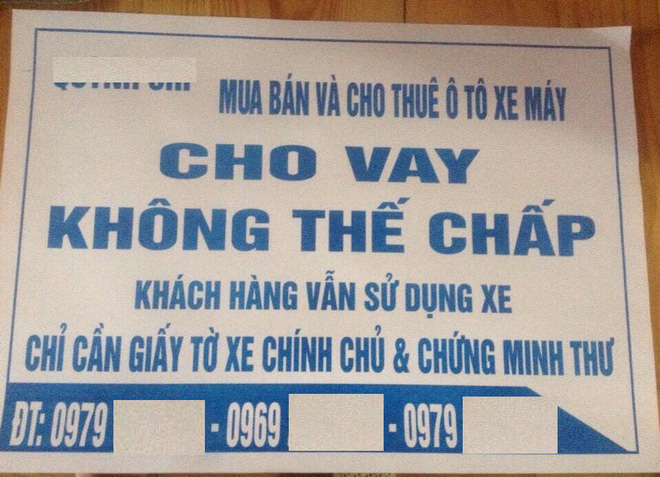 MUA BÁN VÀ CHO THUÊ Ô TÔ XE MÁY
CHO VAY
KHÔNG THẾ CHẤP
KHÁCH HÀNG VẪN SỬ DỤNG XE
CHỈ CẦN GIẤY TỜ XE CHÍNH CHỦ & CHỨNG MINH THƯ
ĐT: 0979 - 0969 - 0979